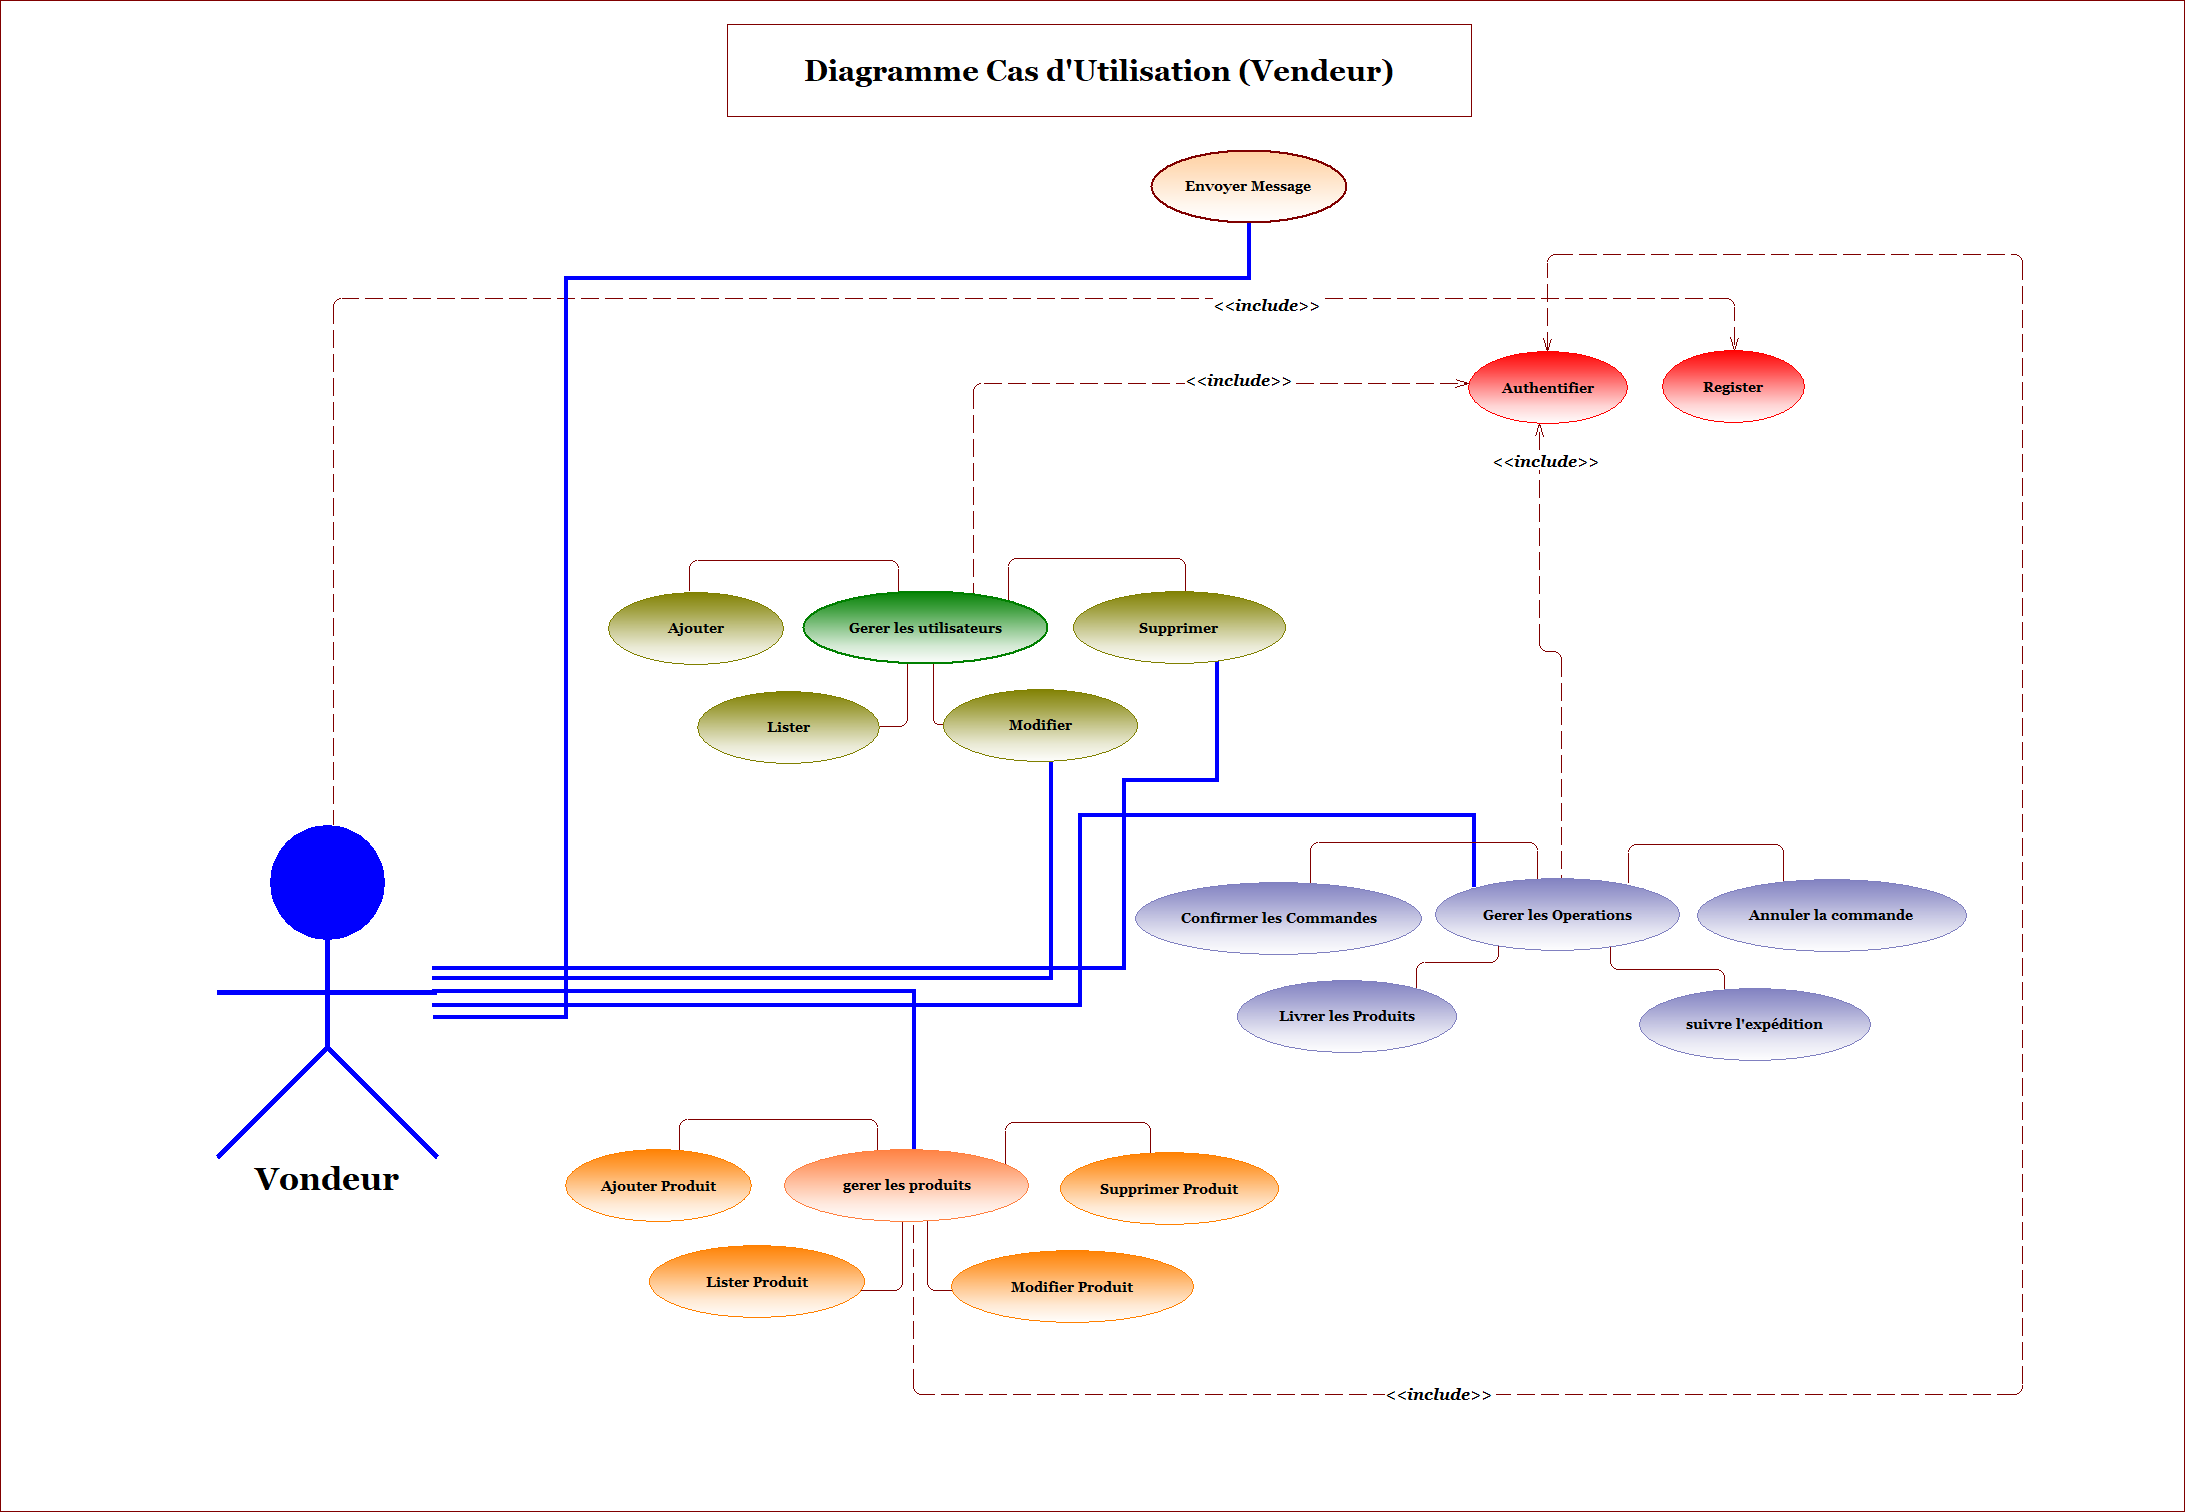 Diagramme Cas d'Utilisation (Vendeur)
Envoyer Message
<<include>>
<<include>>
Authentifier
Register
<<include>>
Ajouter
Gerer les utilisateurs
Supprimer
Lister
Modifier
Confirmer les Commandes
Gerer les Operations
Annuler la commande
Livrer les Produits
suivre l'expédition
Vondeur
Ajouter Produit
gerer les produits
Supprimer Produit
Lister Produit
Modifier Produit
<<include>>